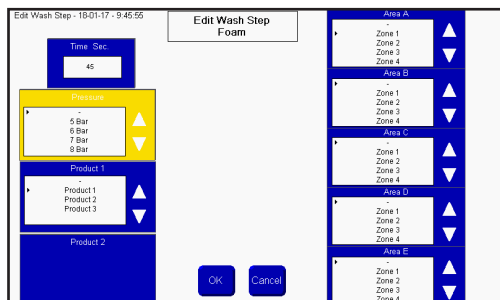 Edit Wash Step - 18-01-17 - 9:45:55
Edit Wash Step
Foam
Time Sec.
45
Pressure
-
5 Bar
6 Bar
7 Bar
8 Bar
Product 1
-
Product 1
Product 2
Product 3
Product 2
OK
Cancel
Area A
-
Zone 1
Zone 2
Zone 3
Zone 4
Area B
-
Zone 1
Zone 2
Zone 3
Zone 4
Area C
-
Zone 1
Zone 2
Zone 3
Zone 4
Area D
-
Zone 1
Zone 2
Zone 3
Zone 4
Area E
-
Zone 1
Zone 2
Zone 3
Zone 4